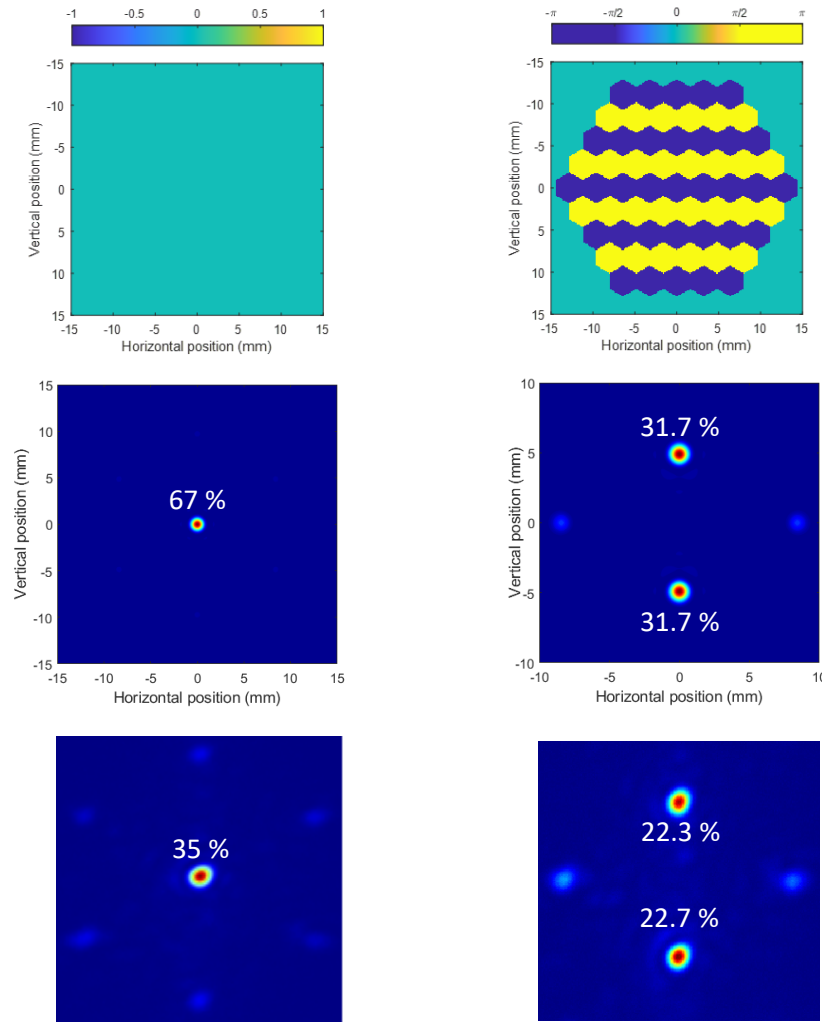 -1 -0.5 0 0.5 1
-15
-10
-5
0
5
10
15
-15 -10 -5 0 5 10 15
Vertical position (mm)
Horizontal position (mm)
-π -π/2 0 π/2 π
-15
-10
-5
0
5
10
15
-15 -10 -5 0 5 10 15
Vertical position (mm)
Horizontal position (mm)
15
10
5
0
-5
-10
-15
-15 -10 -5 0 5 10 15
Vertical position (mm)
Horizontal position (mm)
67 %
10
5
0
-5
-10
-10 -5 0 5 10
Vertical position (mm)
Horizontal position (mm)
31.7 %
31.7 %
35 %
22.3 %
22.7 %